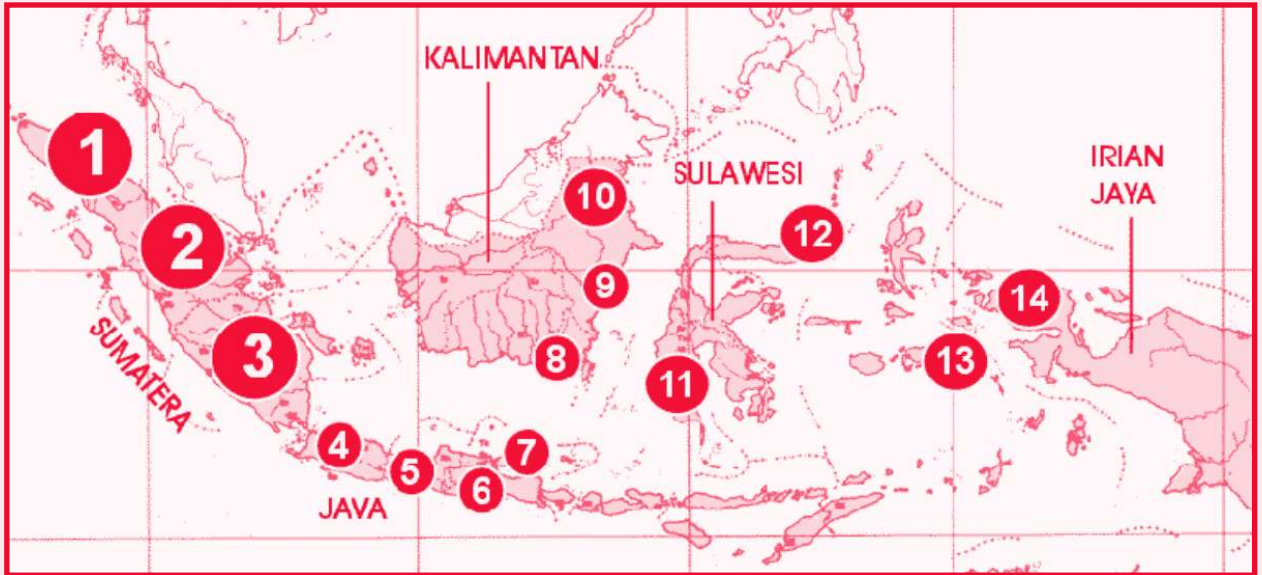 KALIMANTAN
SULAWESI
IRIAN
JAYA
SUMATERA
JAVA
1
2
3
4
5
6
7
8
9
10
11
12
13
14